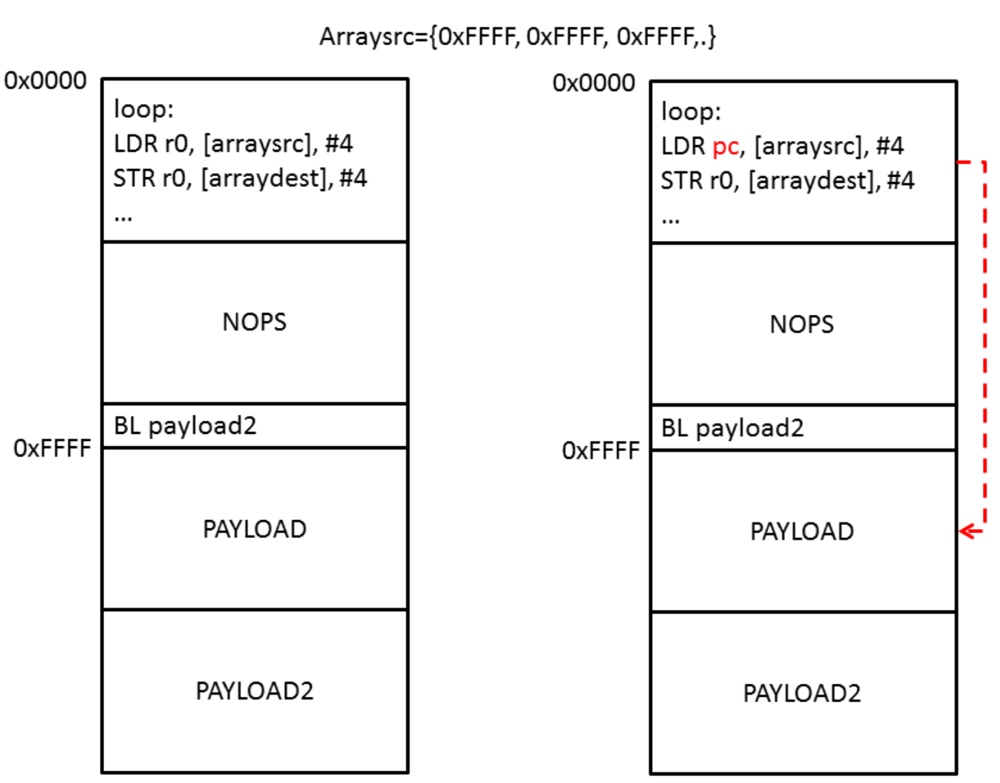 Arraysrc={0xFFFF, 0xFFFF, 0xFFFF,.}
0x0000
loop:
LDR r0, [arraysrc], #4
STR r0, [arraydest], #4
...
NOPS
BL payload2
0xFFFF
PAYLOAD
PAYLOAD2
0x0000
loop:
LDR pc, [arraysrc], #4
STR r0, [arraydest], #4
...
NOPS
BL payload2
0xFFFF
PAYLOAD
PAYLOAD2